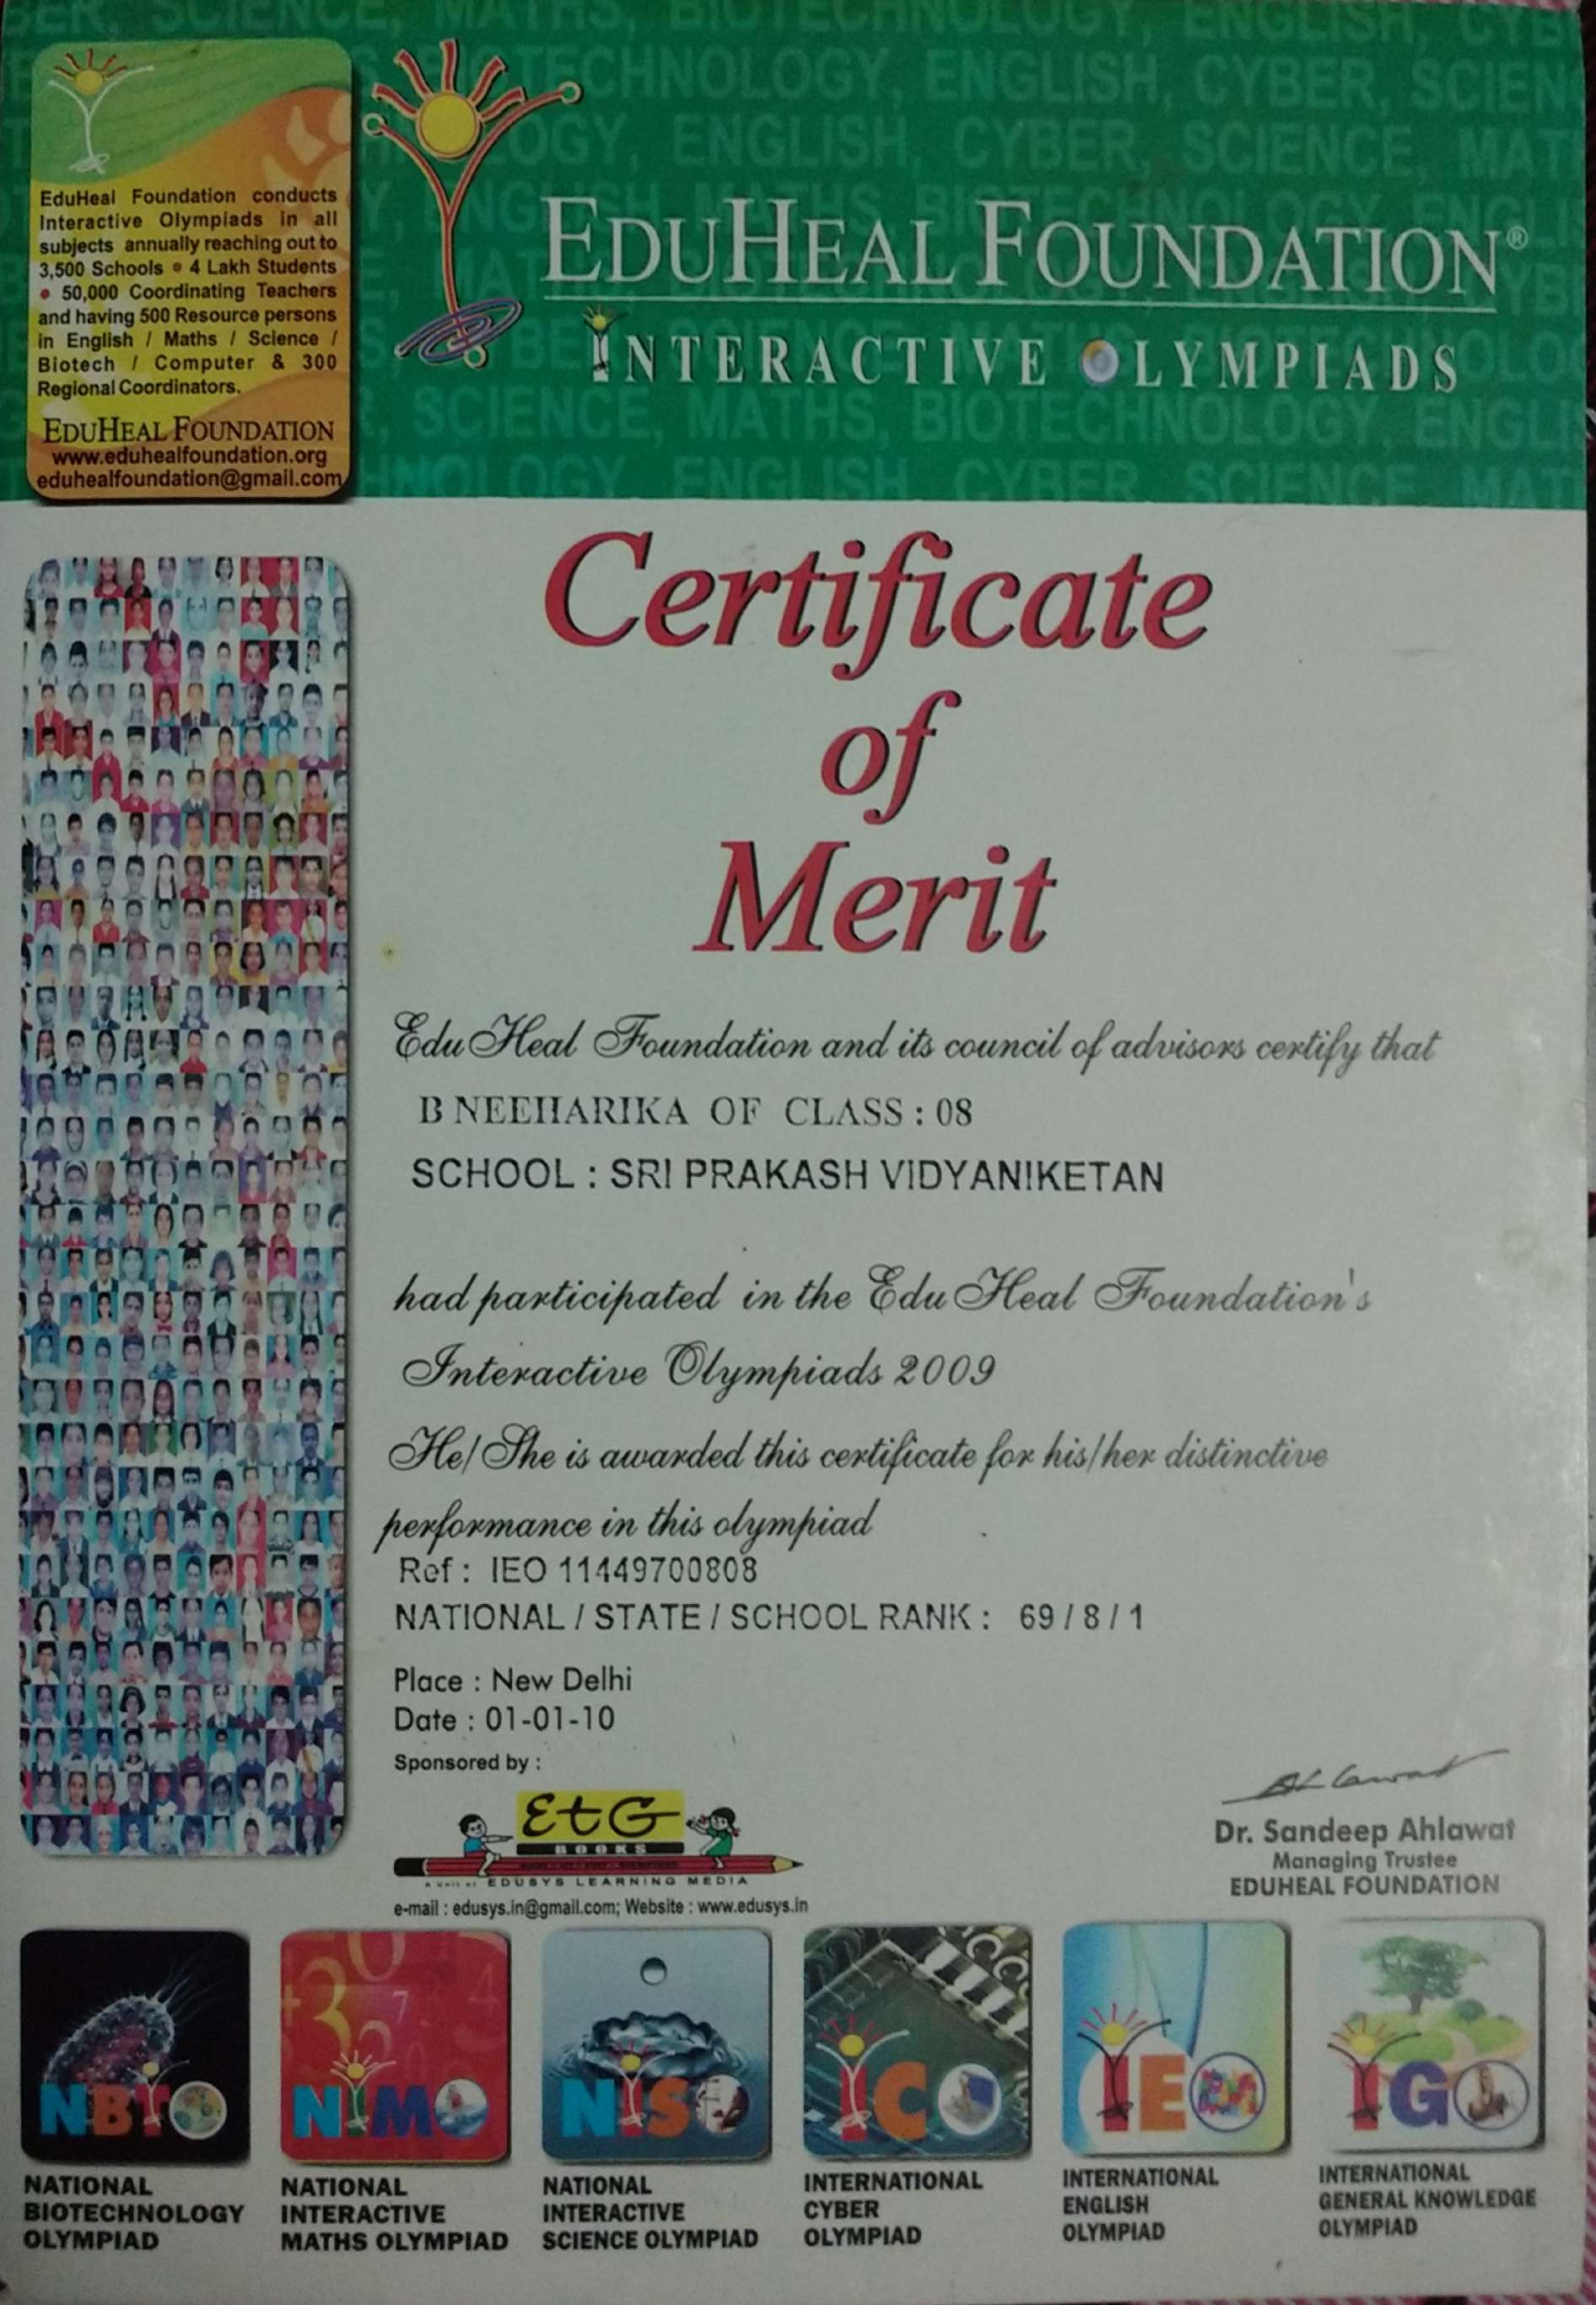 EduHeal Foundation conducts
Interactive Olympiads in all
subjects annually reaching out to
3,500 Schools • 4 Lakh Students
• 50,000 Coordinating Teachers
and having 500 Resource persons
in English / Maths / Science /
Biotech / Computer & 300
Regional Coordinators.
EDUHEAL FOUNDATION
www.eduhealfoundation.org
eduhealfoundation@gmail.com
EDUHEAL FOUNDATION®
INTERACTIVE OLYMPIADS
Certificate
of
Merit
EduHeal Foundation and its council of advisors certify that
B NEEHARIKA OF CLASS : 08
SCHOOL : SRI PRAKASH VIDYANIKETAN
had participated in the EduHeal Foundation's
Interactive Olympiads 2009
He/She is awarded this certificate for his/her distinctive
performance in this olympiad
Ref : IEO 11449700808
NATIONAL / STATE / SCHOOL RANK : 69 / 8 / 1
Place : New Delhi
Date : 01-01-10
Sponsored by :
EtG
BOOKS
A unit of EDUSYS LEARNING MEDIA
e-mail : edusys.in@gmail.com; Website : www.edusys.in
Dr. Sandeep Ahlawat
Managing Trustee
EDUHEAL FOUNDATION
NBTO
NIMO
NISO
ICO
IEO
IGO
NATIONAL
BIOTECHNOLOGY
OLYMPIAD
NATIONAL
INTERACTIVE
MATHS OLYMPIAD
NATIONAL
INTERACTIVE
SCIENCE OLYMPIAD
INTERNATIONAL
CYBER
OLYMPIAD
INTERNATIONAL
ENGLISH
OLYMPIAD
INTERNATIONAL
GENERAL KNOWLEDGE
OLYMPIAD